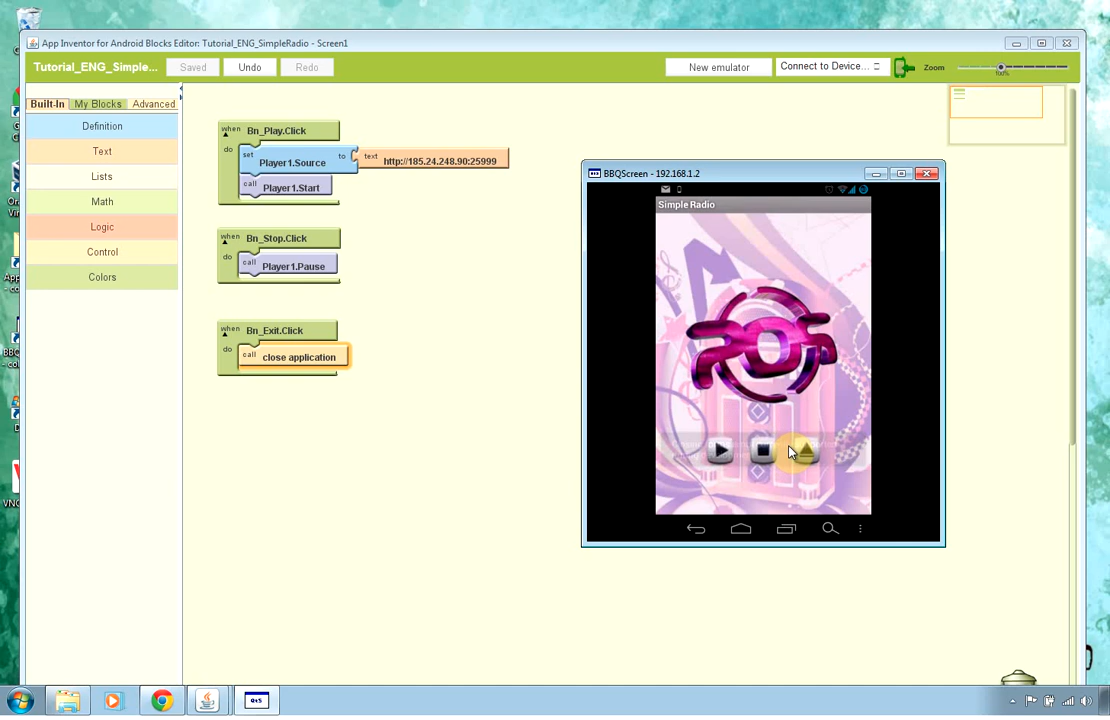 App Inventor for Android Blocks Editor: Tutorial_ENG_SimpleRadio - Screen1
Tutorial_ENG_Simple...
Saved
Undo
Redo
New emulator
Connect to Device...
Zoom
100%
Built-In
My Blocks
Advanced
Definition
Text
Lists
Math
Logic
Control
Colors
when Bn_Play.Click
do set Player1.Source to text http://185.24.248.90:25999
call Player1.Start
when Bn_Stop.Click
do call Player1.Pause
when Bn_Exit.Click
do call close application
BBQScreen - 192.168.1.2
Simple Radio